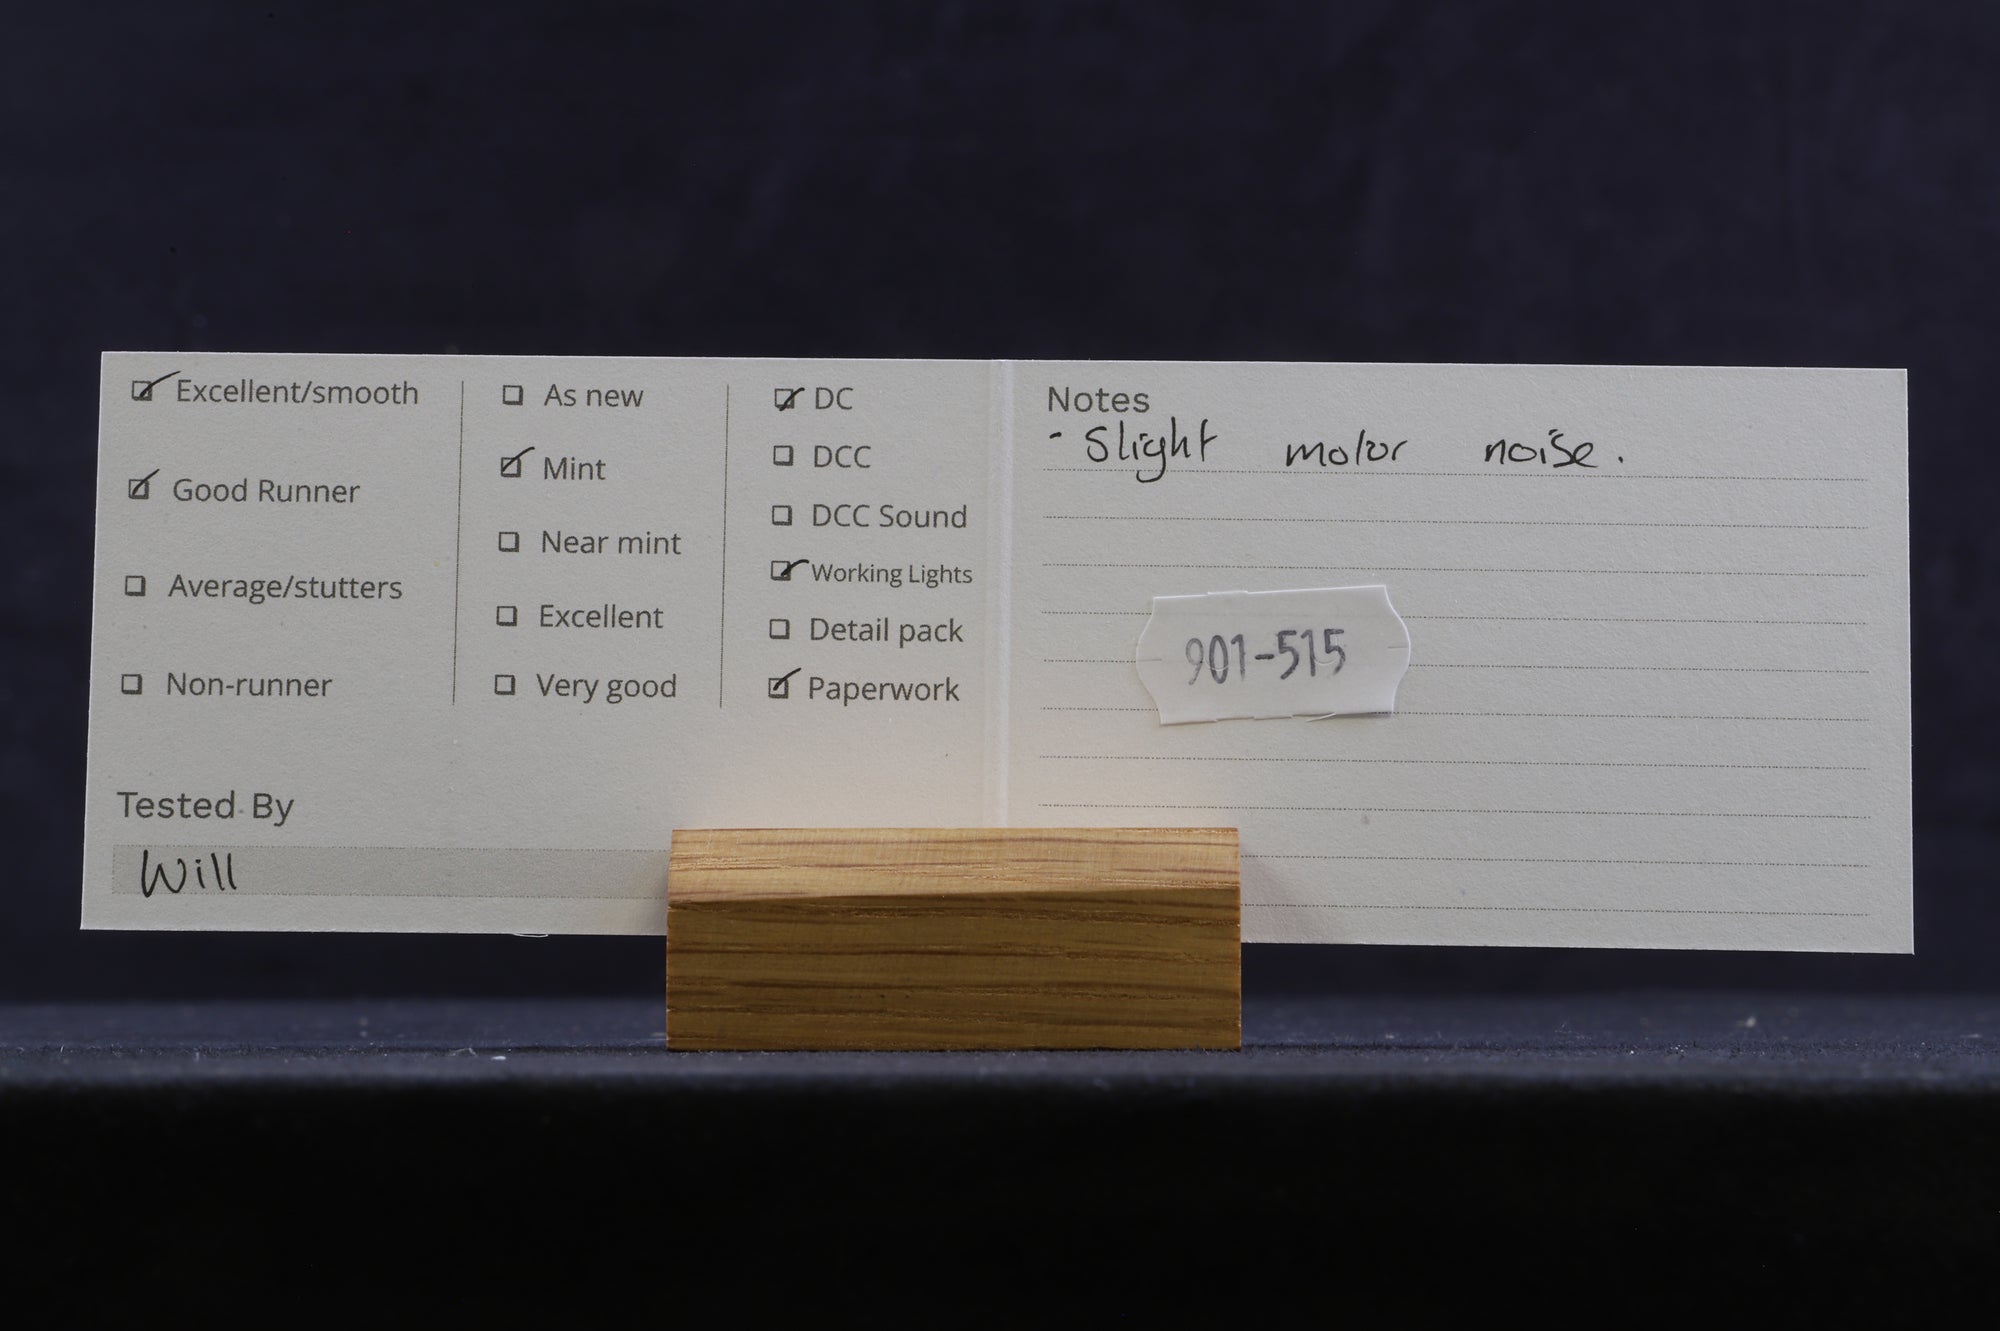 Excellent/smooth
Good Runner
Average/stutters
Non-runner
As new
Mint
Near mint
Excellent
Very good
DC
DCC
DCC Sound
Working Lights
Detail pack
Paperwork
Tested By
Will
Notes
- Slight motor noise.
901-515